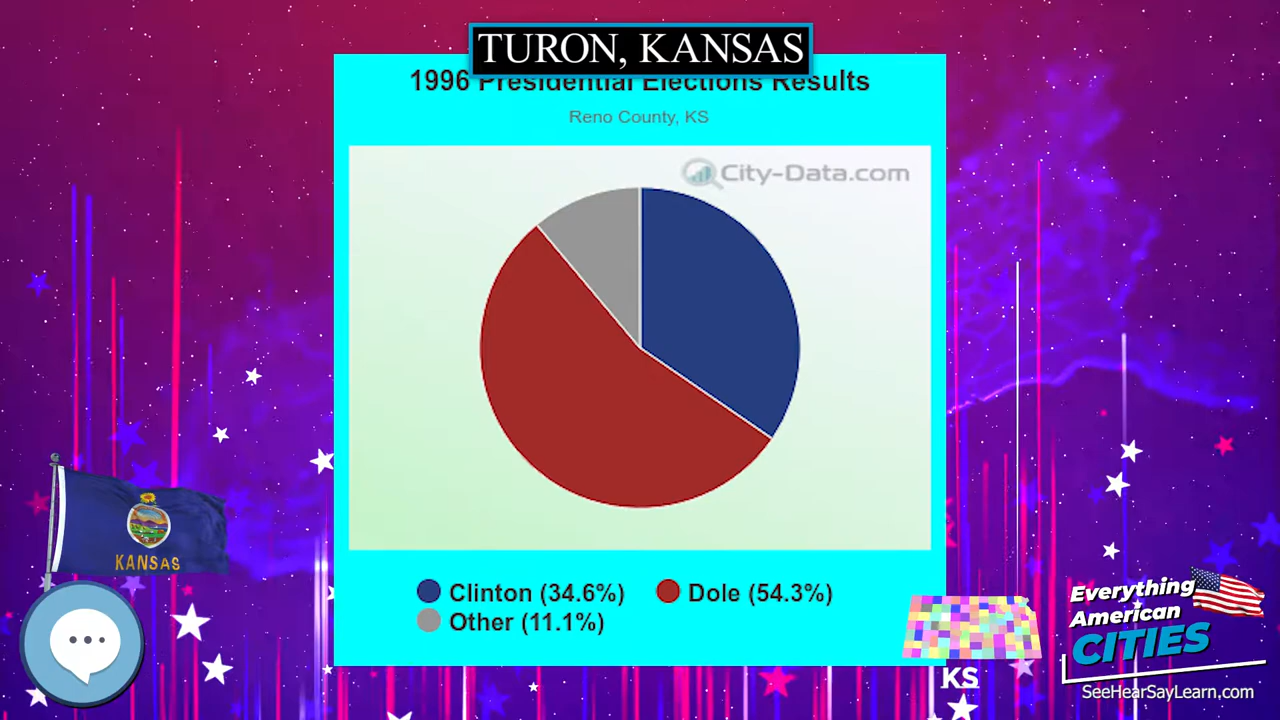 TURON, KANSAS
1996 Presidential Elections Results
Reno County, KS
City-Data.com
Clinton (34.6%) Dole (54.3%)
Other (11.1%)
KANSAS
KS
Everything
American
CITIES
SeeHearSayLearn.com